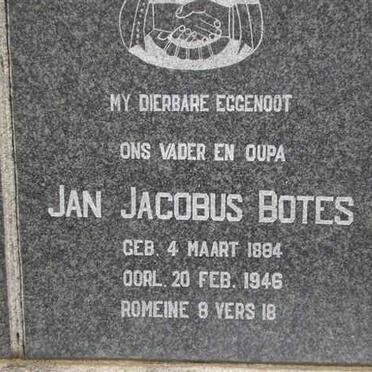 MY DIERBARE EGGENOOT
ONS VADER EN OUPA
JAN JACOBUS BOTES
GEB. 4 MAART 1884
OORL. 20 FEB. 1946
ROMEINE 8 VERS 18